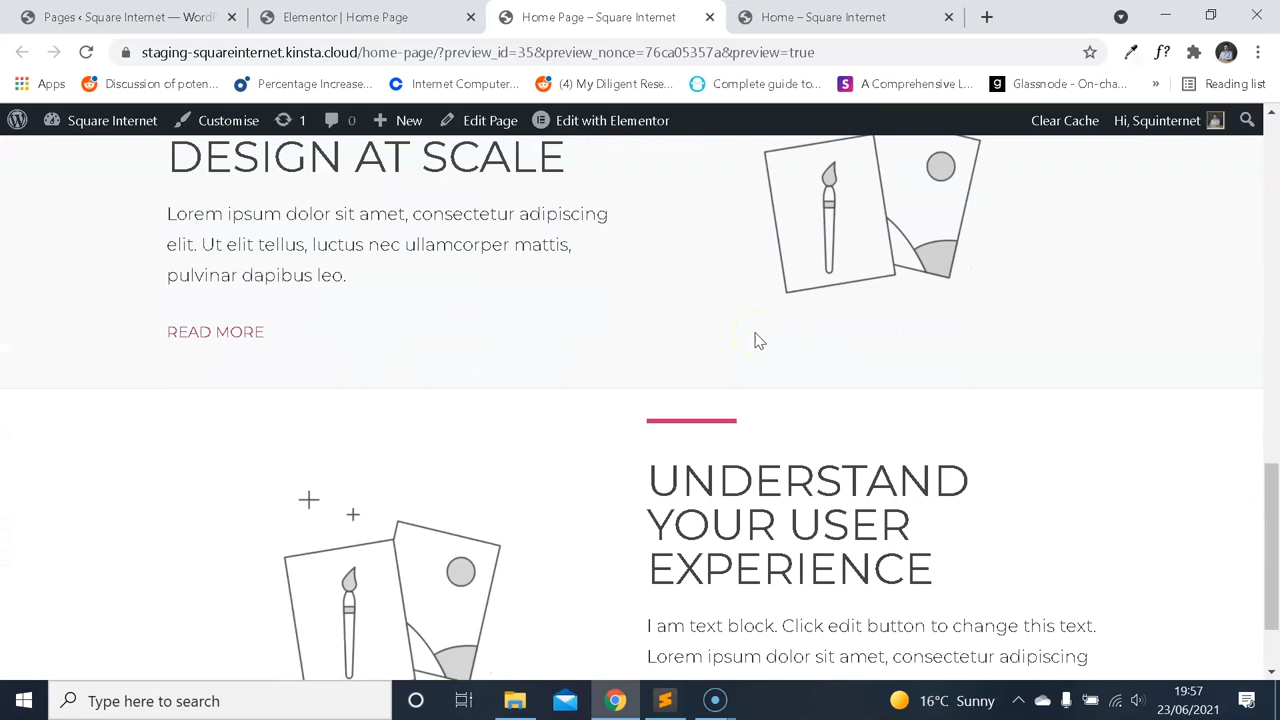 Pages ‹ Square Internet — WordP
Elementor | Home Page
Home Page – Square Internet
Home – Square Internet
staging-squareinternet.kinsta.cloud/home-page/?preview_id=35&preview_nonce=76ca05357a&preview=true
f?
Apps
Discussion of poten...
Percentage Increase...
Internet Computer...
(4) My Diligent Rese...
Complete guide to...
S
A Comprehensive L...
g
Glassnode - On-cha...
»
Reading list
Square Internet
Customise
1
0
New
Edit Page
Edit with Elementor
Clear Cache
Hi, Squinternet
DESIGN AT SCALE
Lorem ipsum dolor sit amet, consectetur adipiscing
elit. Ut elit tellus, luctus nec ullamcorper mattis,
pulvinar dapibus leo.
READ MORE
UNDERSTAND
YOUR USER
EXPERIENCE
I am text block. Click edit button to change this text.
Lorem ipsum dolor sit amet, consectetur adipiscing
Type here to search
16°C Sunny
19:57
23/06/2021